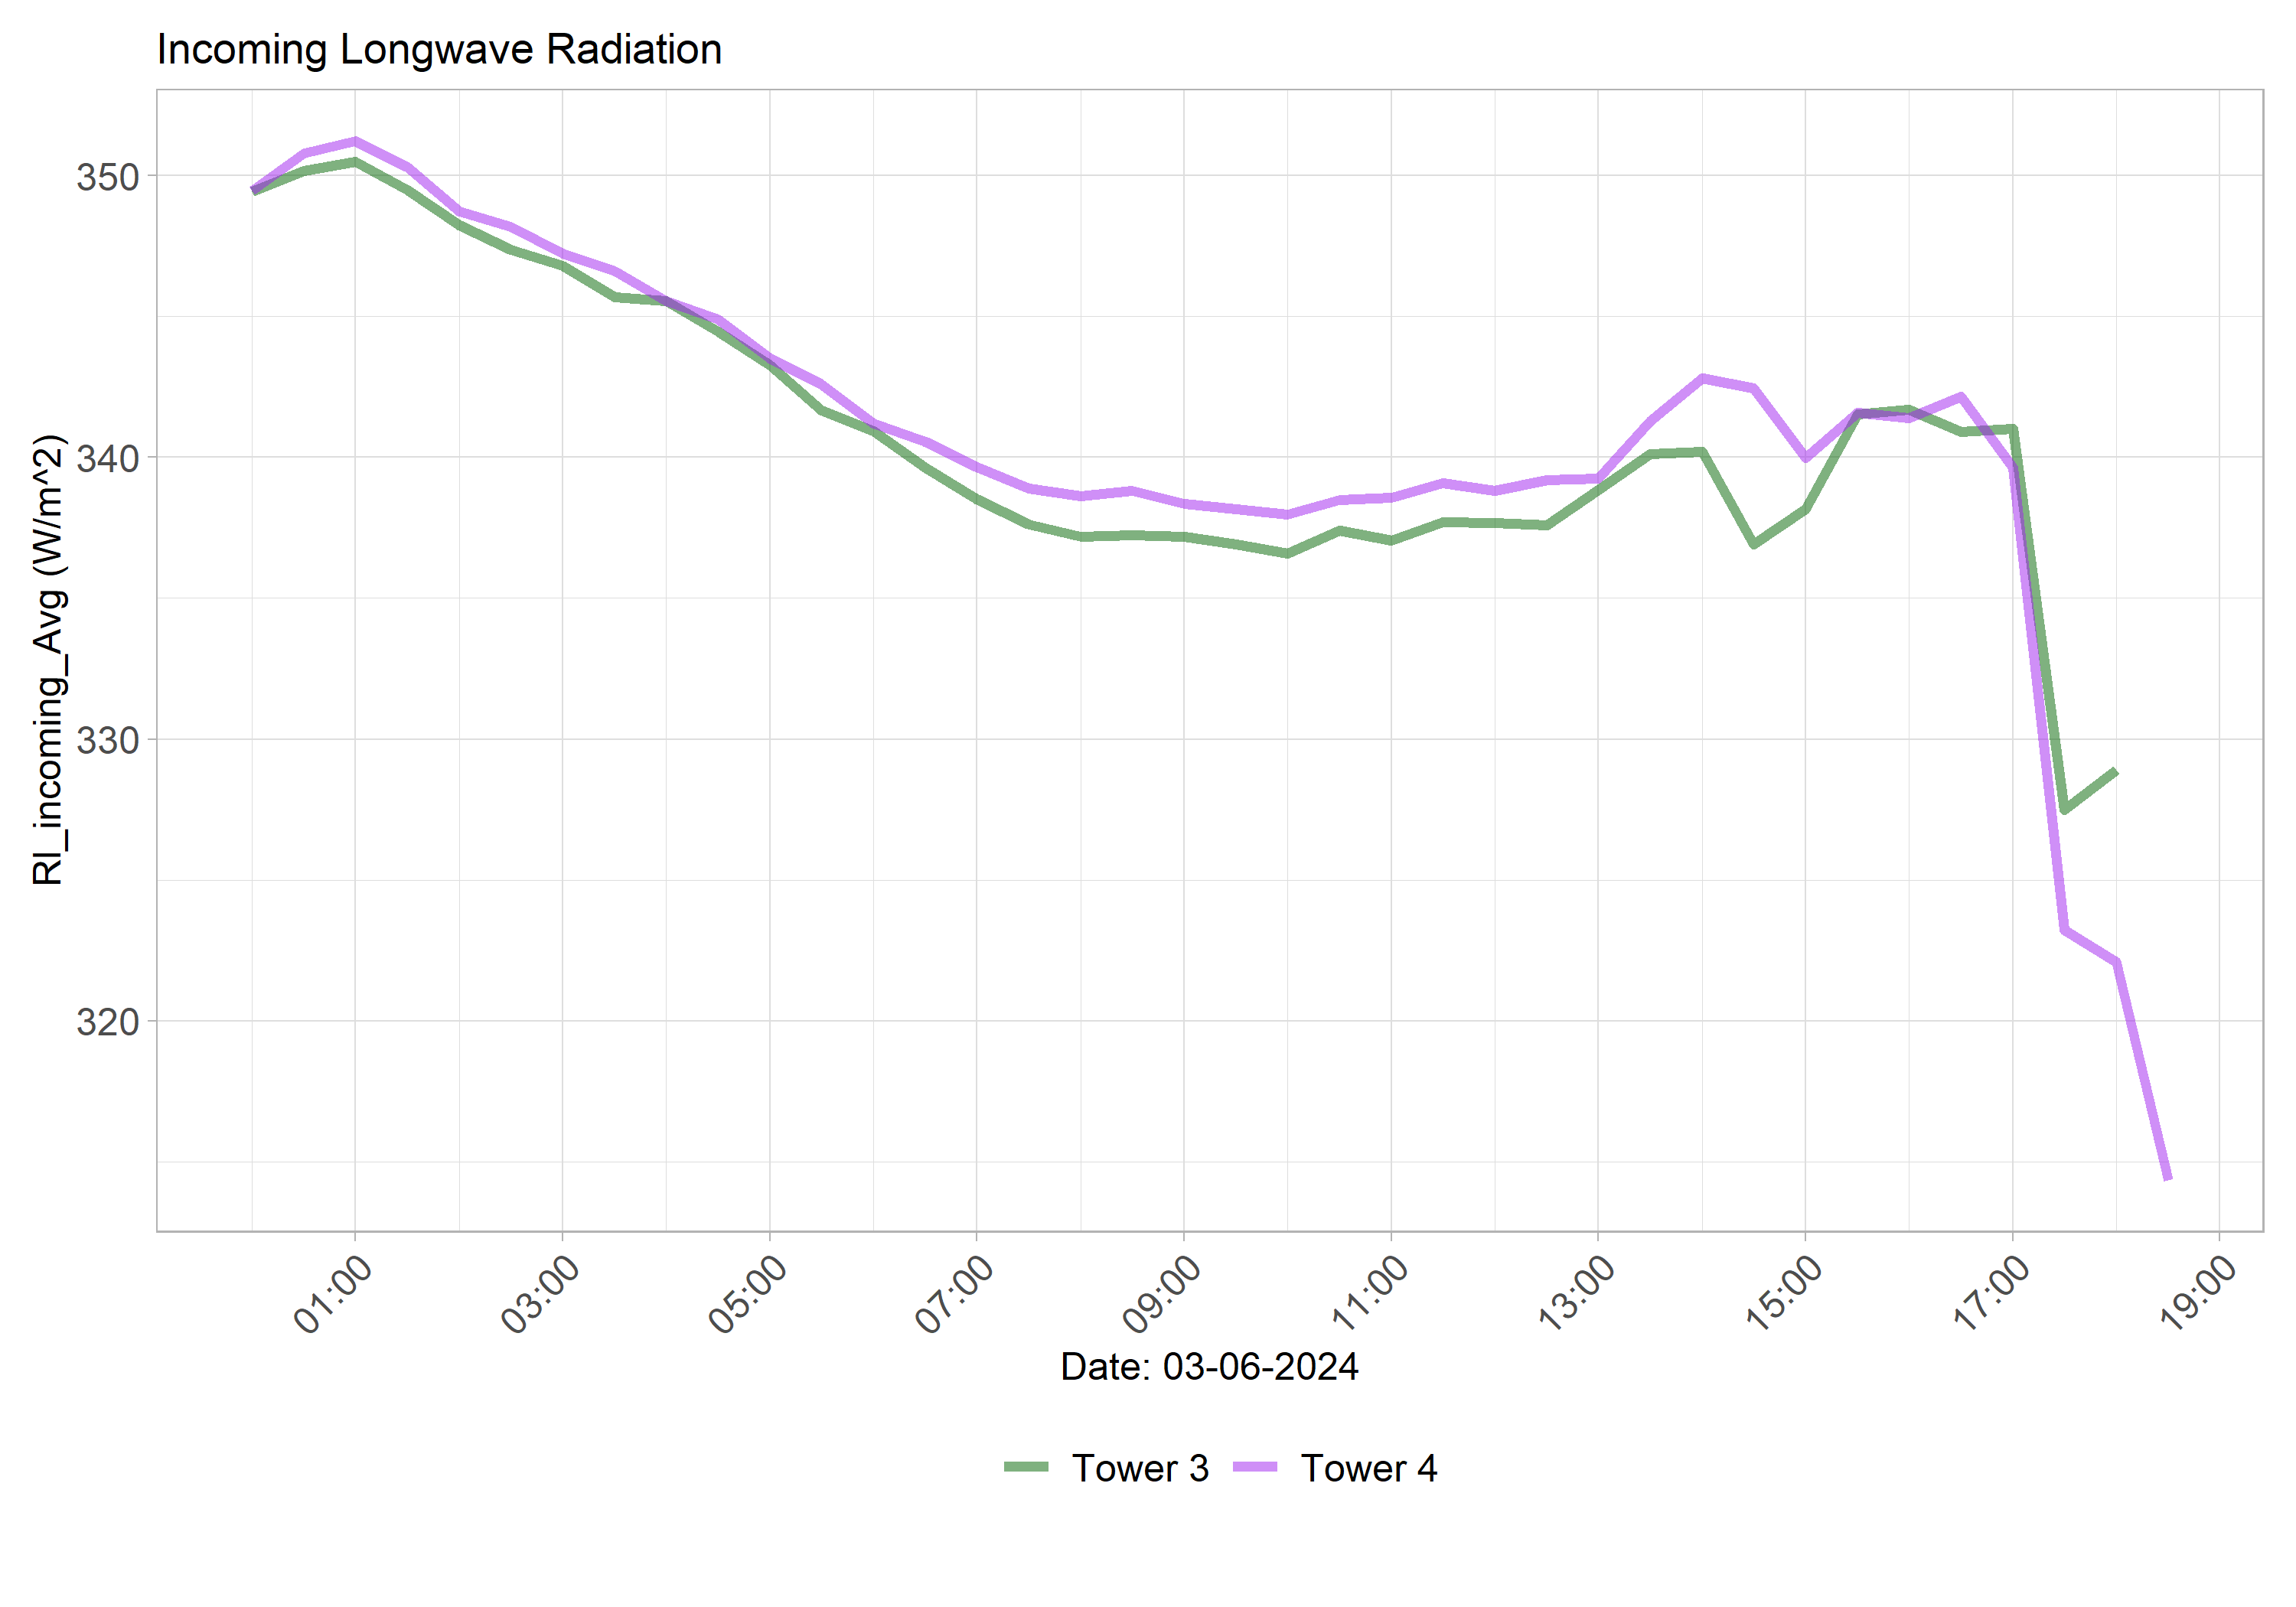 Incoming Longwave Radiation
Rl_incoming_Avg (W/m^2)
350
340
330
320
01:00 03:00 05:00 07:00 09:00 11:00 13:00 15:00 17:00 19:00
Date: 03-06-2024
Tower 3 Tower 4